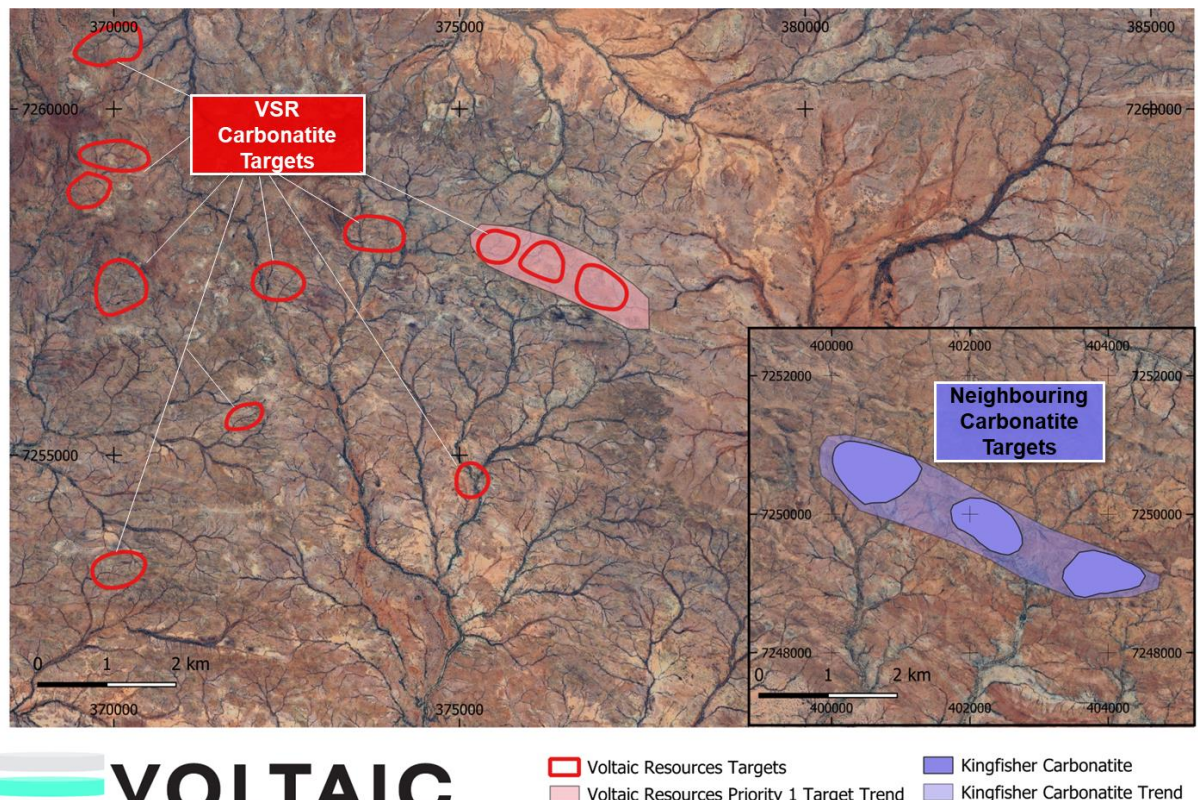 370000
375000
380000
385000
7260000
7260000
VSR
Carbonatite
Targets
7255000
0 1 2 km
370000
375000
400000
402000
404000
7252000
7252000
Neighbouring
Carbonatite
Targets
7250000
7250000
7248000
7248000
0 1 2 km
400000
402000
404000
VOLTAIC
Voltaic Resources Targets
Kingfisher Carbonatite
Voltaic Resources Priority 1 Target Trend
Kingfisher Carbonatite Trend